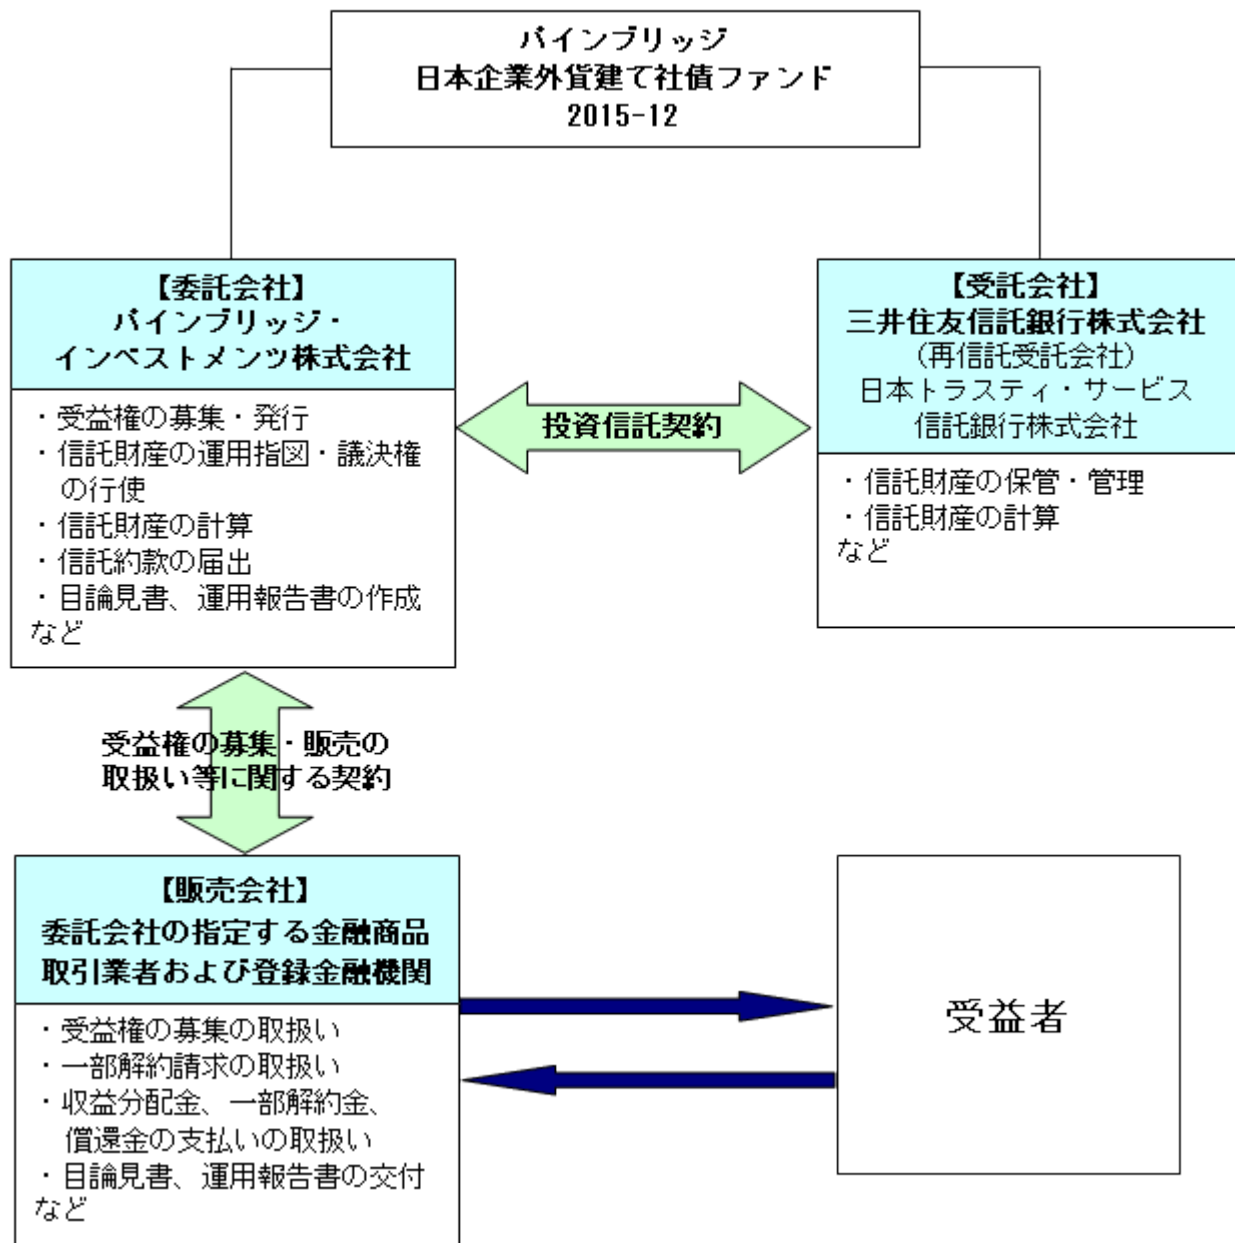 パインブリッジ
日本企業外貨建て社債ファンド
2015-12
【委託会社】
パインブリッジ・
インベストメンツ株式会社
・受益権の募集・発行
・信託財産の運用指図・議決権
の行使
・信託財産の計算
・信託約款の届出
・目論見書、運用報告書の作成
など
投資信託契約
【受託会社】
三井住友信託銀行株式会社
（再信託受託会社）
日本トラスティ・サービス
信託銀行株式会社
・信託財産の保管・管理
・信託財産の計算
など
受益権の募集・販売の
取扱い等に関する契約
【販売会社】
委託会社の指定する金融商品
取引業者および登録金融機関
・受益権の募集の取扱い
・一部解約請求の取扱い
・収益分配金、一部解約金、
償還金の支払いの取扱い
・目論見書、運用報告書の交付
など
受益者